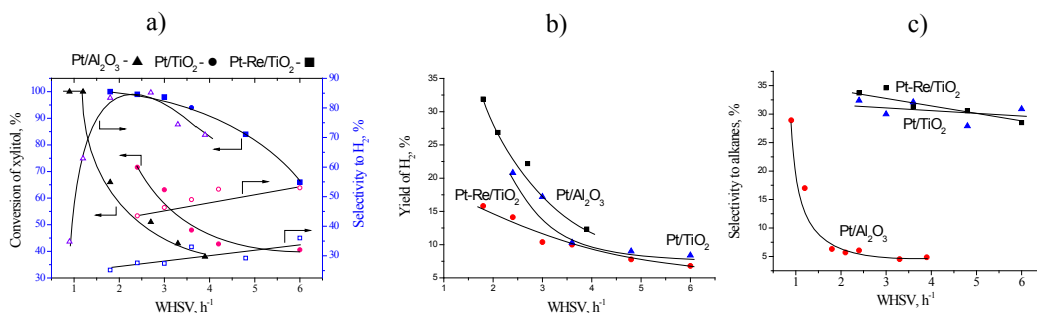 a)
b)
c)
Pt/Al₂O₃ - ▲ Pt/TiO₂ - ● Pt-Re/TiO₂ - ■
100
90
80
70
60
50
40
30
Conversion of xylitol, %
90
80
70
60
50
40
30
Selectivity to H₂, %
1 2 3 4 5 6
WHSV, h⁻¹
35
30
25
20
15
10
5
0
Yield of H₂, %
Pt-Re/TiO₂
Pt/Al₂O₃
Pt/TiO₂
1 2 3 4 5 6
WHSV, h⁻¹
35
30
25
20
15
10
5
0
Selectivity to alkanes, %
Pt-Re/TiO₂
Pt/TiO₂
Pt/Al₂O₃
1 2 3 4 5 6
WHSV, h⁻¹